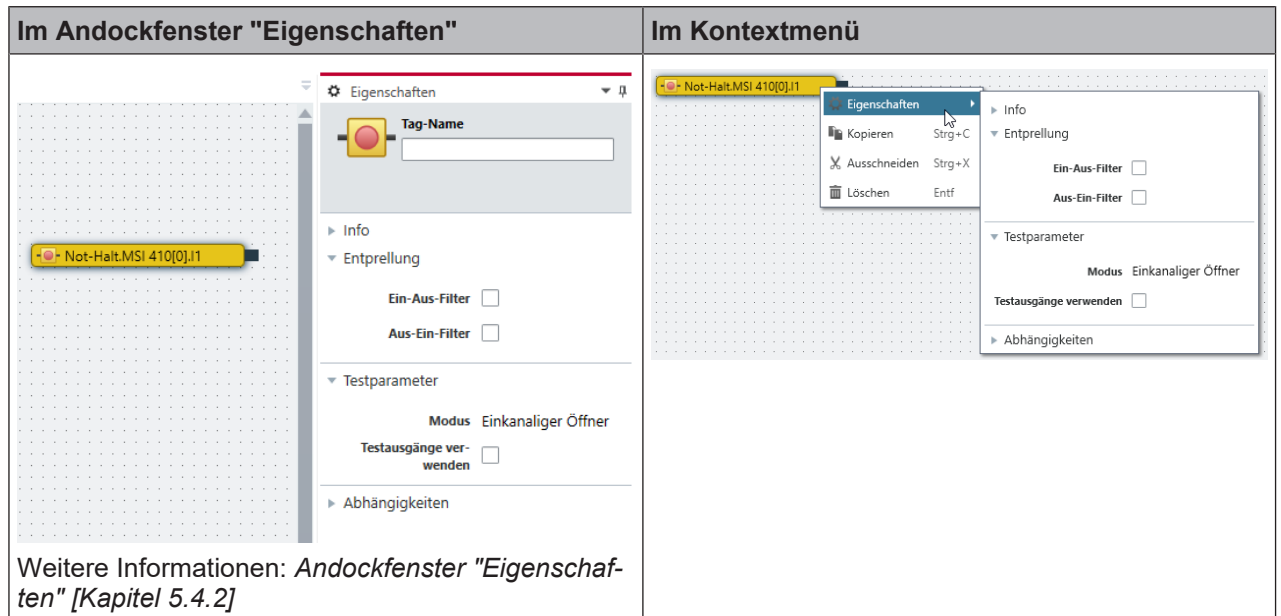 Im Andockfenster "Eigenschaften"
Im Kontextmenü
Eigenschaften
Tag-Name
Not-Halt.MSI 410[0].I1
Info
Entprellung
Ein-Aus-Filter
Aus-Ein-Filter
Testparameter
Modus Einkanaliger Öffner
Testausgänge ver-
wenden
Abhängigkeiten
Weitere Informationen: Andockfenster "Eigenschaf-
ten" [Kapitel 5.4.2]
Not-Halt.MSI 410[0].I1
Eigenschaften
Kopieren Strg+C
Ausschneiden Strg+X
Löschen Entf
Info
Entprellung
Ein-Aus-Filter
Aus-Ein-Filter
Testparameter
Modus Einkanaliger Öffner
Testausgänge verwenden
Abhängigkeiten